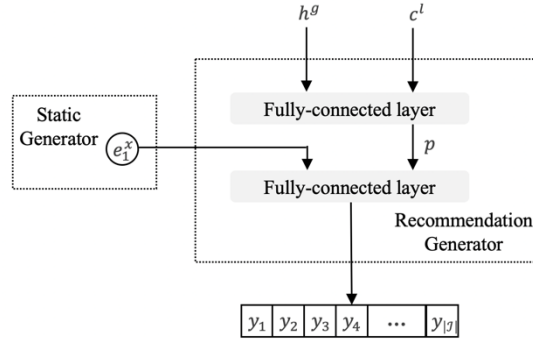 h^g
c^l
Fully-connected layer
Static
Generator
e_1^x
p
Fully-connected layer
Recommendation
Generator
y_1 y_2 y_3 y_4 ... y_{|𝒥|}